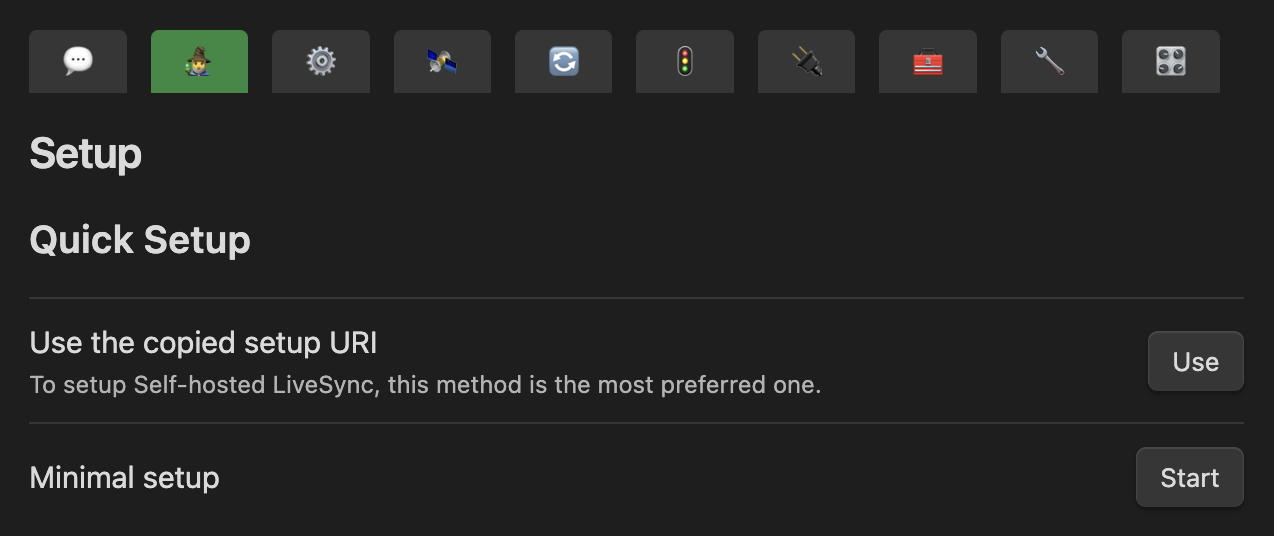 Setup
Quick Setup
Use the copied setup URI
To setup Self-hosted LiveSync, this method is the most preferred one.
Use
Minimal setup
Start